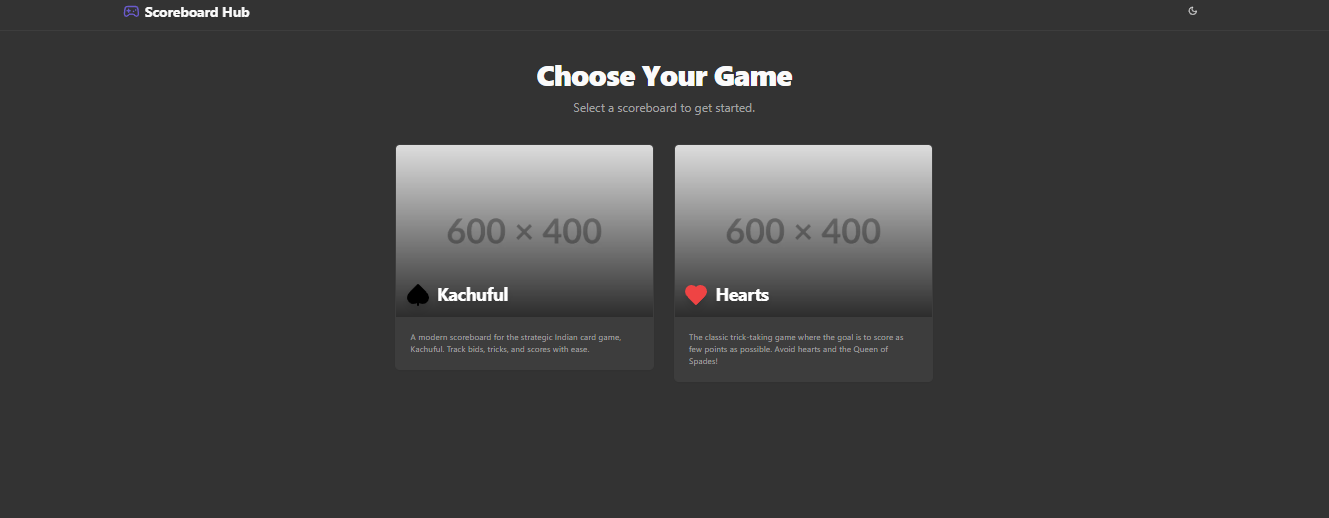 Scoreboard Hub
Choose Your Game
Select a scoreboard to get started.
600 × 400
Kachuful
A modern scoreboard for the strategic Indian card game,
Kachuful. Track bids, tricks, and scores with ease.
600 × 400
Hearts
The classic trick-taking game where the goal is to score as
few points as possible. Avoid hearts and the Queen of
Spades!